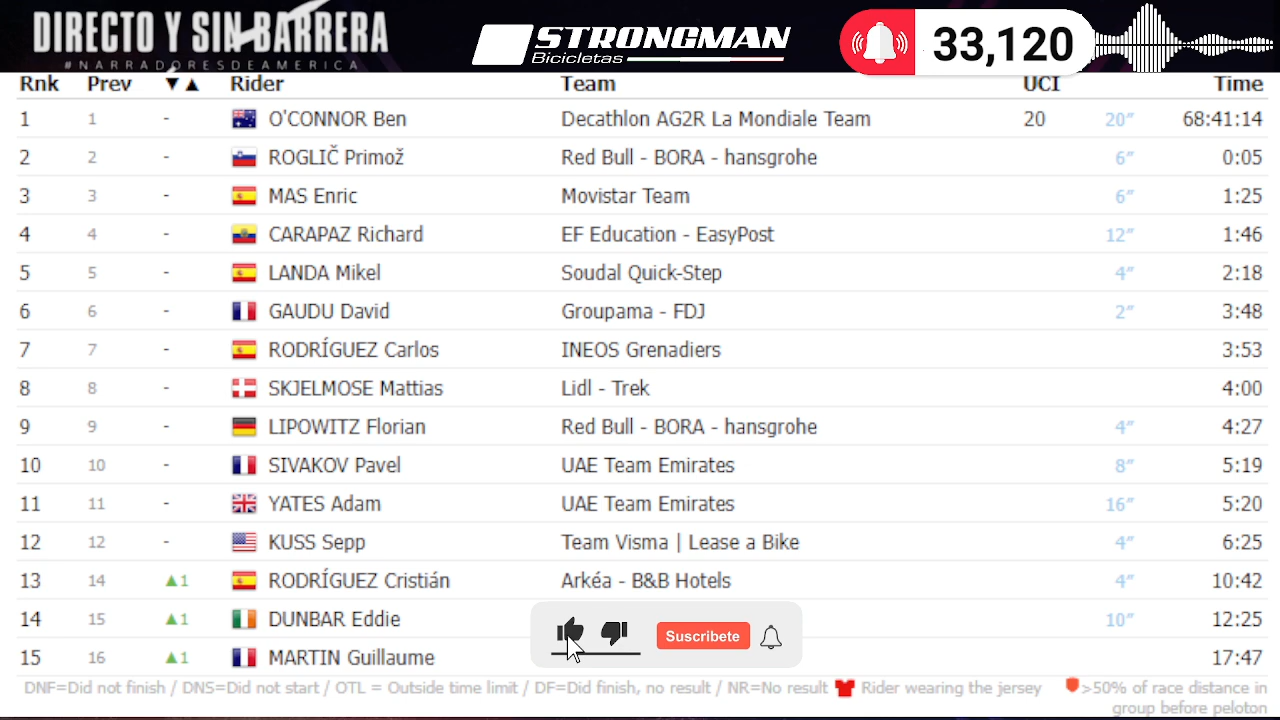 DIRECTO Y SIN BARRERA
#NARRADORESDEAMERICA
STRONGMAN
Bicicletas
33,120
Rnk Prev ▼▲ Rider Team UCI Time
1 1 - O'CONNOR Ben Decathlon AG2R La Mondiale Team 20 20″ 68:41:14
2 2 - ROGLIČ Primož Red Bull - BORA - hansgrohe 6″ 0:05
3 3 - MAS Enric Movistar Team 6″ 1:25
4 4 - CARAPAZ Richard EF Education - EasyPost 12″ 1:46
5 5 - LANDA Mikel Soudal Quick-Step 4″ 2:18
6 6 - GAUDU David Groupama - FDJ 2″ 3:48
7 7 - RODRÍGUEZ Carlos INEOS Grenadiers 3:53
8 8 - SKJELMOSE Mattias Lidl - Trek 4:00
9 9 - LIPOWITZ Florian Red Bull - BORA - hansgrohe 4″ 4:27
10 10 - SIVAKOV Pavel UAE Team Emirates 8″ 5:19
11 11 - YATES Adam UAE Team Emirates 16″ 5:20
12 12 - KUSS Sepp Team Visma | Lease a Bike 4″ 6:25
13 14 ▲1 RODRÍGUEZ Cristián Arkéa - B&B Hotels 4″ 10:42
14 15 ▲1 DUNBAR Eddie 10″ 12:25
15 16 ▲1 MARTIN Guillaume 17:47
Suscribete
DNF=Did not finish / DNS=Did not start / OTL = Outside time limit / DF=Did finish, no result / NR=No result Rider wearing the jersey >50% of race distance in
group before peloton